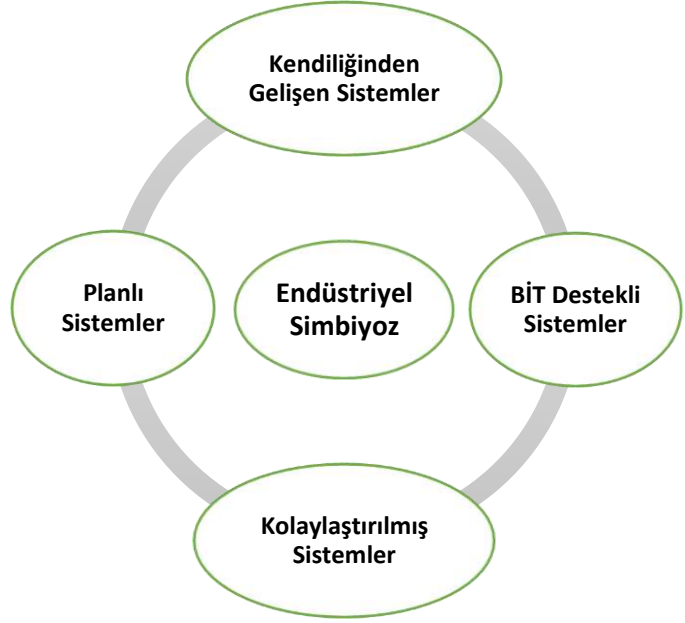 Kendiliğinden
Gelişen Sistemler
Planlı
Sistemler
Endüstriyel
Simbiyoz
BİT Destekli
Sistemler
Kolaylaştırılmış
Sistemler